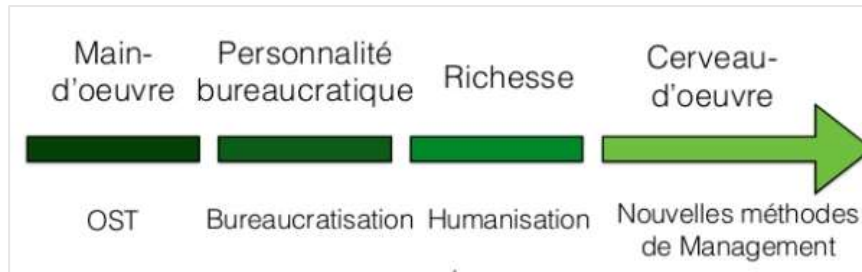 Main-
d'oeuvre
Personnalité
bureaucratique
Richesse
Cerveau-
d'oeuvre
OST
Bureaucratisation
Humanisation
Nouvelles méthodes
de Management